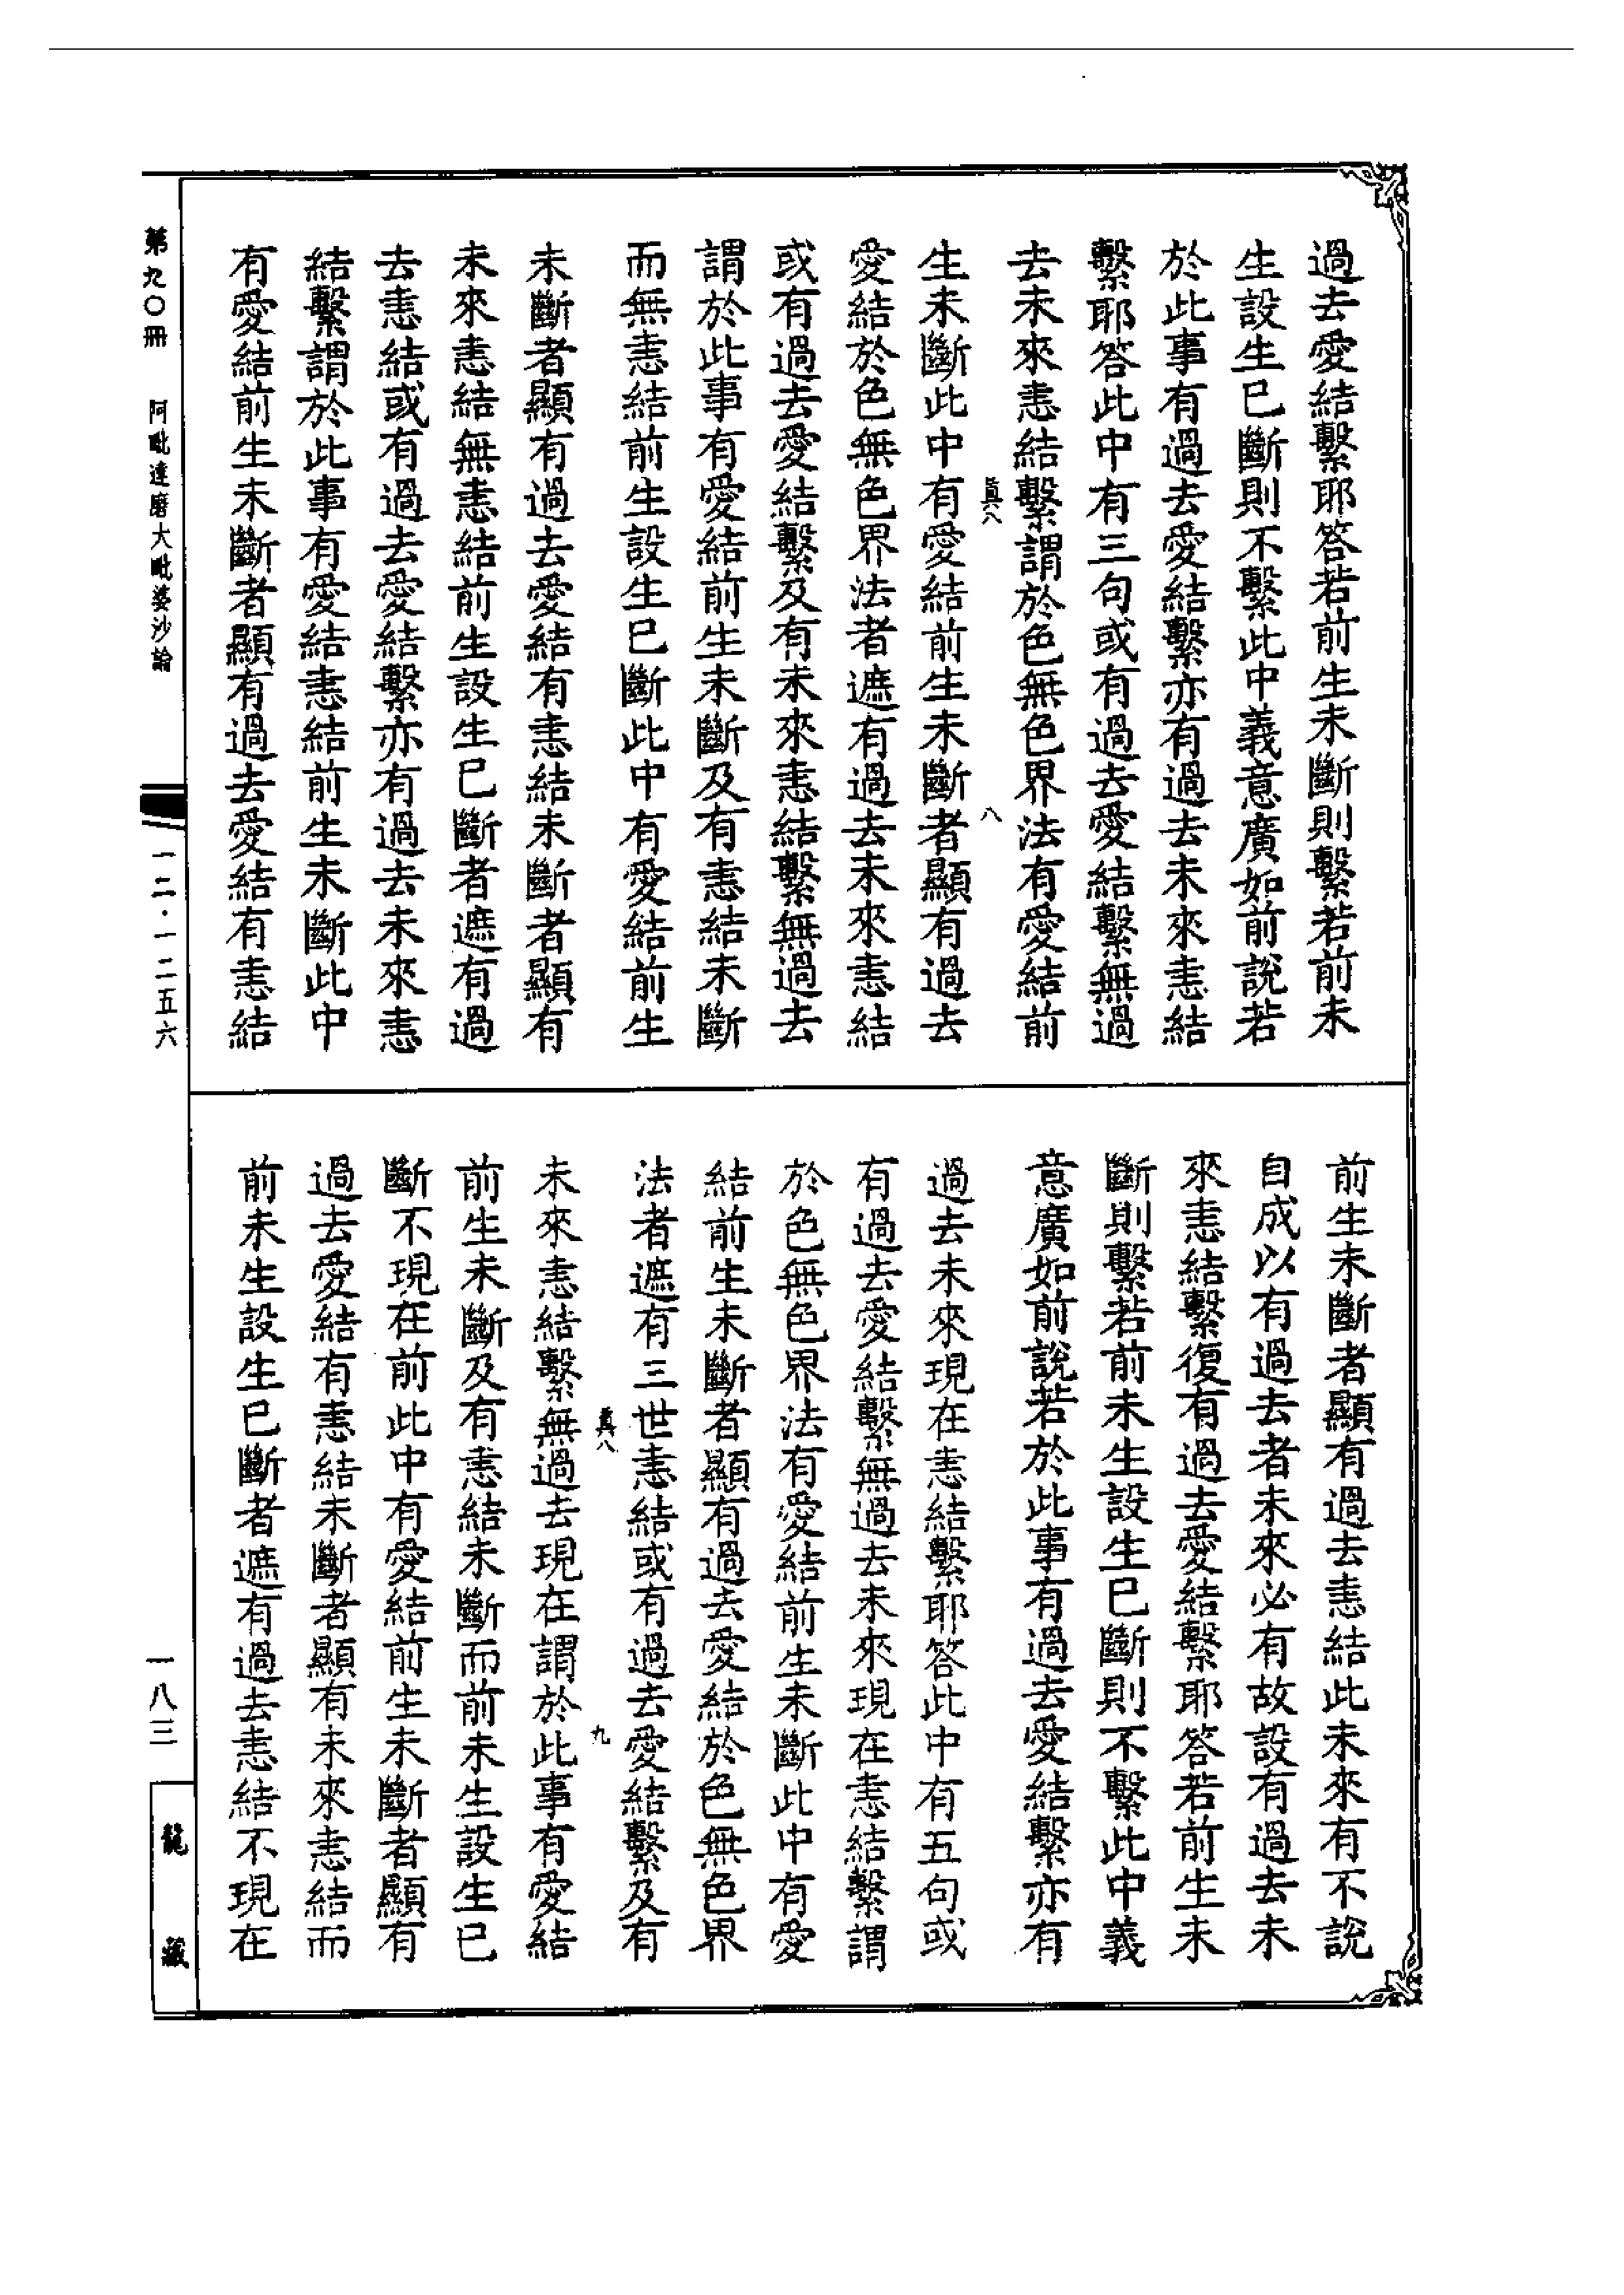 過去愛結繫耶答若前生未斷則繫若前未
生設生已斷則不繫此中義意廣如前說若
於此事有過去愛結繫亦有過去未來恚結
繫耶答此中有三句或有過去愛結繫無過
去未來恚結繫謂於色無色界法有愛結前
眞八
八
生未斷此中有愛結前生未斷者顯有過去
愛結於色無色界法者遮有過去未來恚結
或有過去愛結繫及有未來恚結繫無過去
謂於此事有愛結前生未斷及有恚結未斷
而無恚結前生設生已斷此中有愛結前生
未斷者顯有過去愛結有恚結未斷者顯有
未來恚結無恚結前生設生已斷者遮有過
去恚結或有過去愛結繫亦有過去未來恚
結繫謂於此事有愛結恚結前生未斷此中
有愛結前生未斷者顯有過去愛結有恚結
前生未斷者顯有過去恚結此未來有不說
自成以有過去者未來必有故設有過去未
來恚結繫復有過去愛結繫耶答若前生未
斷則繫若前未生設生已斷則不繫此中義
意廣如前說若於此事有過去愛結繫亦有
過去未來現在恚結繫耶答此中有五句或
有過去愛結繫無過去未來現在恚結繫謂
於色無色界法有愛結前生未斷此中有愛
結前生未斷者顯有過去愛結於色無色界
法者遮有三世恚結或有過去愛結繫及有
眞八
九
未來恚結繫無過去現在謂於此事有愛結
前生未斷及有恚結未斷而前未生設生已
斷不現在前此中有愛結前生未斷者顯有
過去愛結有恚結未斷者顯有未來恚結而
前未生設生已斷者遮有過去恚結不現在
第九〇冊
阿毗達磨大毗婆沙論
一二·一二五六
一八三
龍藏